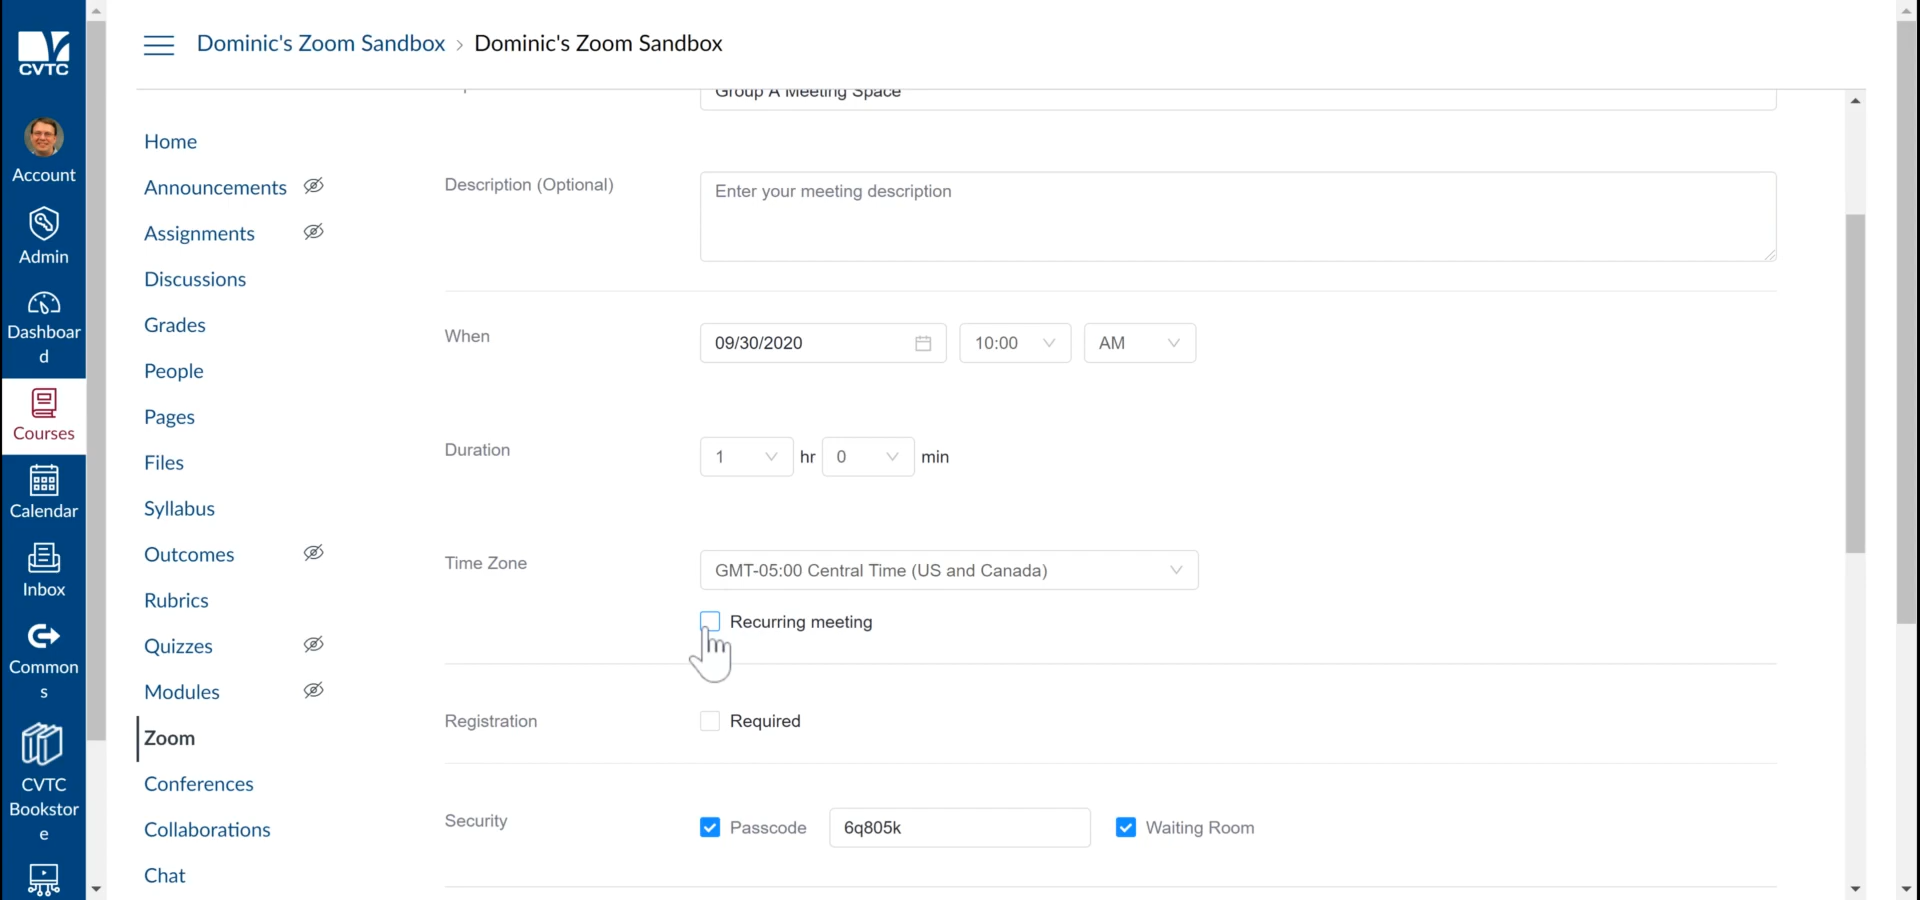 CVTC
Dominic's Zoom Sandbox > Dominic's Zoom Sandbox
Account
Admin
Dashboar
d
Courses
Calendar
Inbox
Common
s
CVTC
Bookstor
e
Home
Announcements
Assignments
Discussions
Grades
People
Pages
Files
Syllabus
Outcomes
Rubrics
Quizzes
Modules
Zoom
Conferences
Collaborations
Chat
Group A Meeting Space
Description (Optional)
Enter your meeting description
When
09/30/2020 10:00 AM
Duration
1 hr 0 min
Time Zone
GMT-05:00 Central Time (US and Canada)
Recurring meeting
Registration
Required
Security
Passcode 6q805k Waiting Room